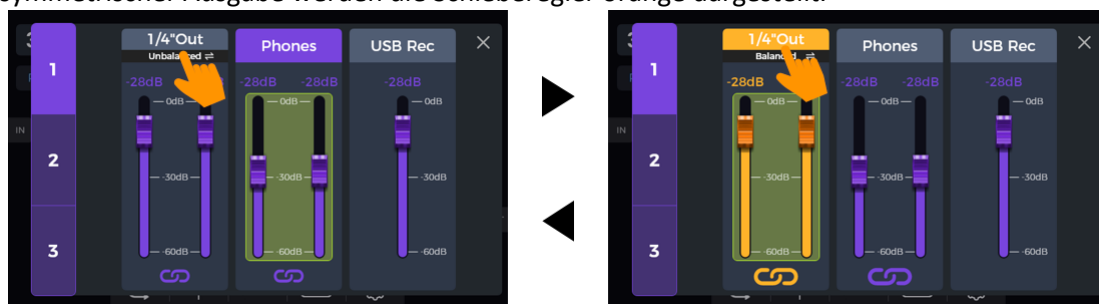 symmetrischer Ausgabe werden die Schieberegler orange dargestellt.
1/4"Out Phones USB Rec ×
Unbalanced ⇌
1
-28dB -28dB -28dB -28dB
0dB 0dB 0dB
IN
2
-30dB -30dB -30dB
3
-60dB -60dB -60dB
1/4"Out Phones USB Rec ×
1
-28dB -28dB -28dB -28dB
0dB 0dB 0dB
IN
2
-30dB -30dB -30dB
3
-60dB -60dB -60dB